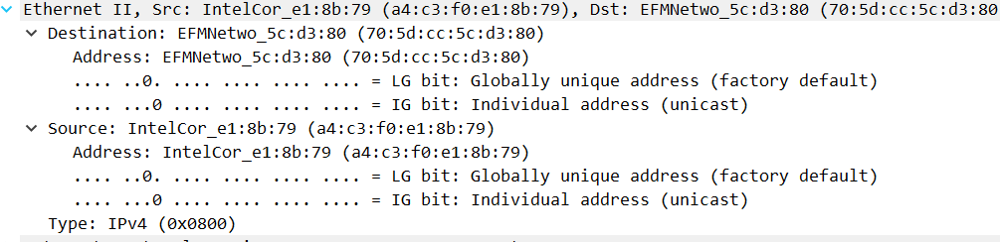 Ethernet II, Src: IntelCor_e1:8b:79 (a4:c3:f0:e1:8b:79), Dst: EFMNetwo_5c:d3:80 (70:5d:cc:5c:d3:80
Destination: EFMNetwo_5c:d3:80 (70:5d:cc:5c:d3:80)
Address: EFMNetwo_5c:d3:80 (70:5d:cc:5c:d3:80)
.... ..0. .... .... .... .... = LG bit: Globally unique address (factory default)
.... ...0 .... .... .... .... = IG bit: Individual address (unicast)
Source: IntelCor_e1:8b:79 (a4:c3:f0:e1:8b:79)
Address: IntelCor_e1:8b:79 (a4:c3:f0:e1:8b:79)
.... ..0. .... .... .... .... = LG bit: Globally unique address (factory default)
.... ...0 .... .... .... .... = IG bit: Individual address (unicast)
Type: IPv4 (0x0800)